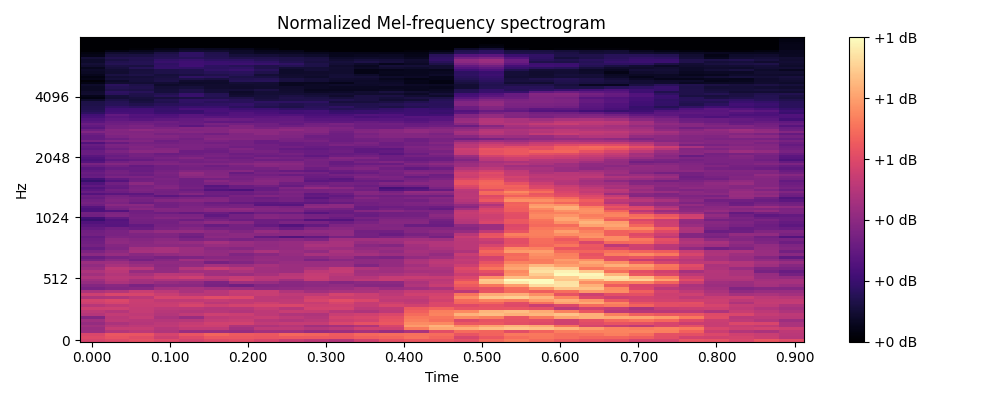 Normalized Mel-frequency spectrogram
Hz
4096
2048
1024
512
0
0.000 0.100 0.200 0.300 0.400 0.500 0.600 0.700 0.800 0.900
Time
+1 dB
+1 dB
+1 dB
+0 dB
+0 dB
+0 dB